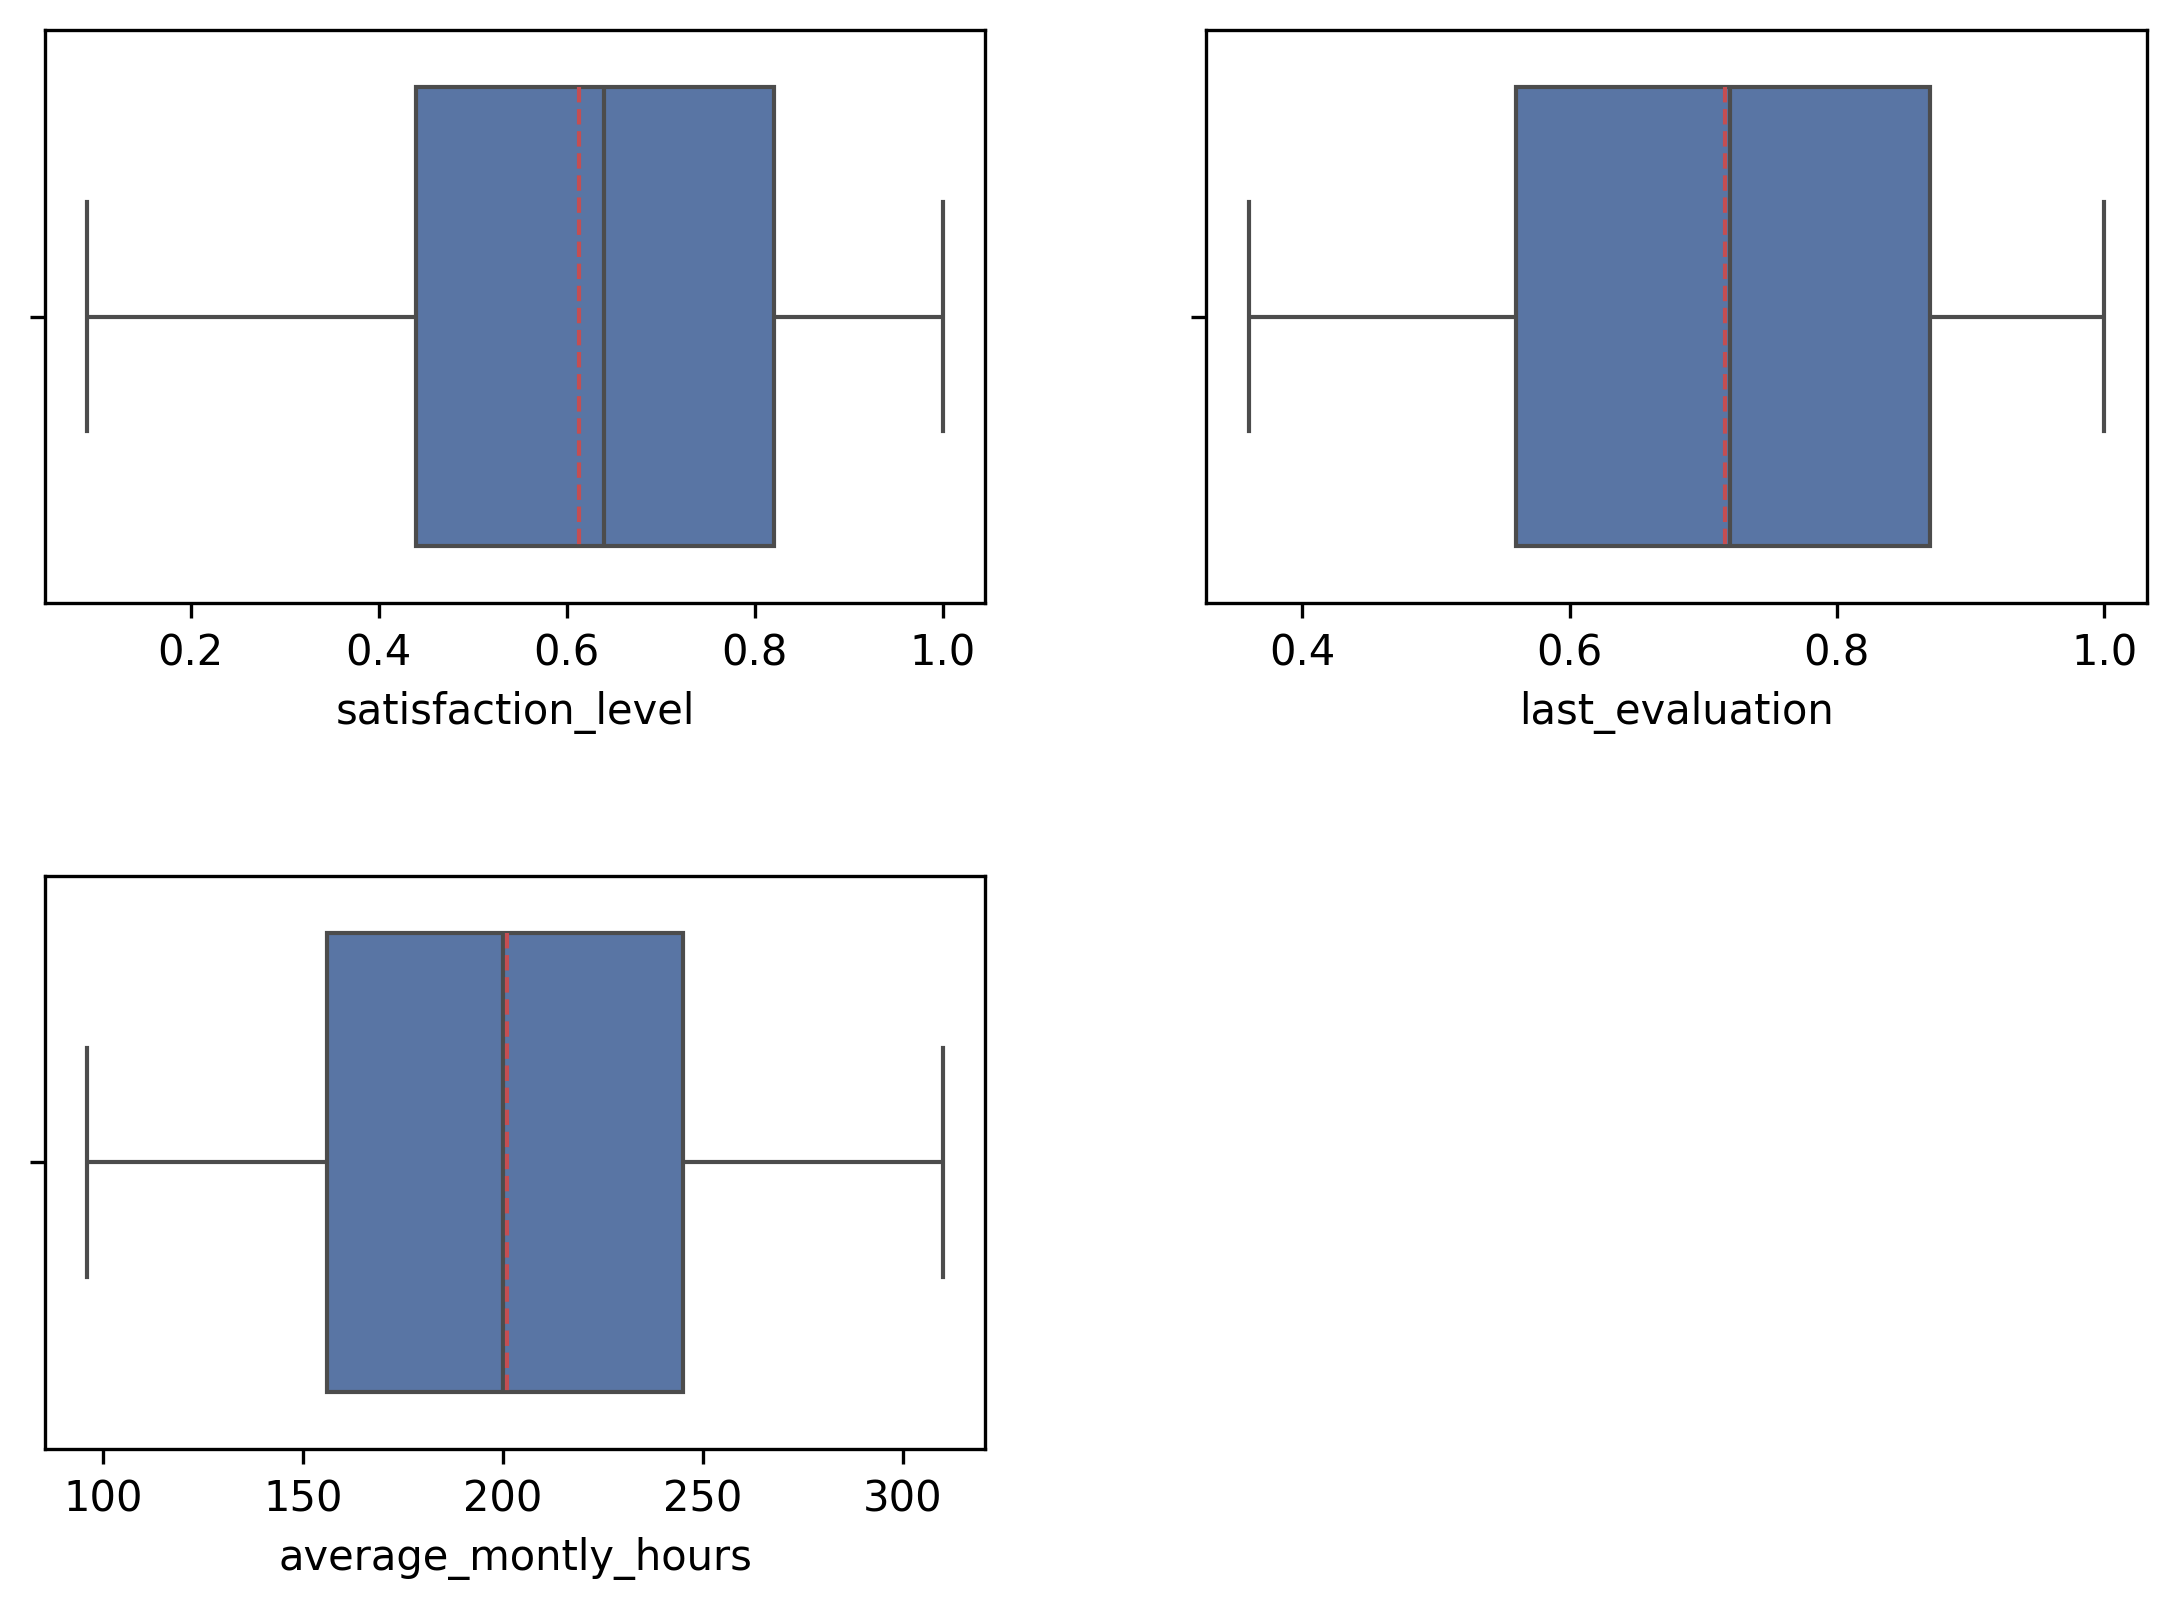 0.2 0.4 0.6 0.8 1.0
satisfaction_level
0.4 0.6 0.8 1.0
last_evaluation
100 150 200 250 300
average_montly_hours